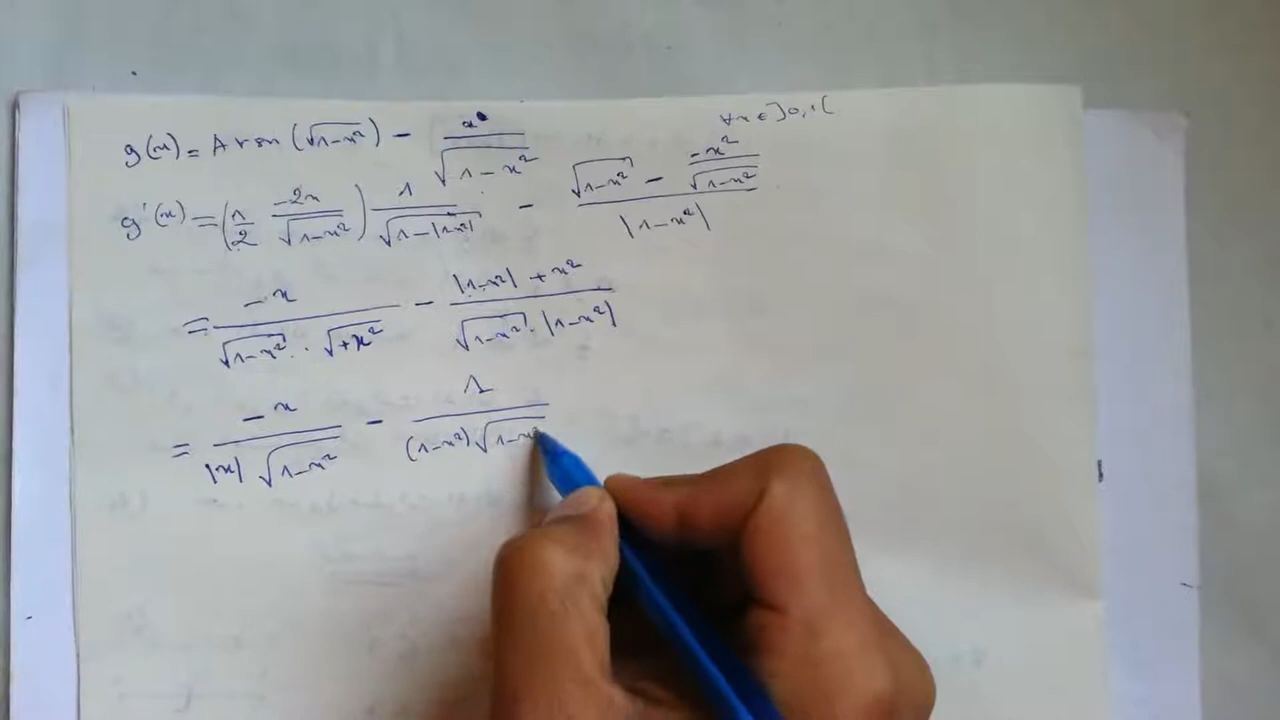 ∀x ∈ ]0,1[
g(x) = Arsn (√(1-x²)) - x / √(1-x²)
g'(x) = (1/2 · -2x / √(1-x²)) 1 / √(1-|1-x²|) - (√(1-x²) - -x² / √(1-x²)) / |1-x²|
= -x / (√(1-x²) · √(+x²)) - (|1-x²| + x²) / (√(1-x²) · |1-x²|)
= -x / (|x| √(1-x²)) - 1 / ((1-x²) √(1-x²))